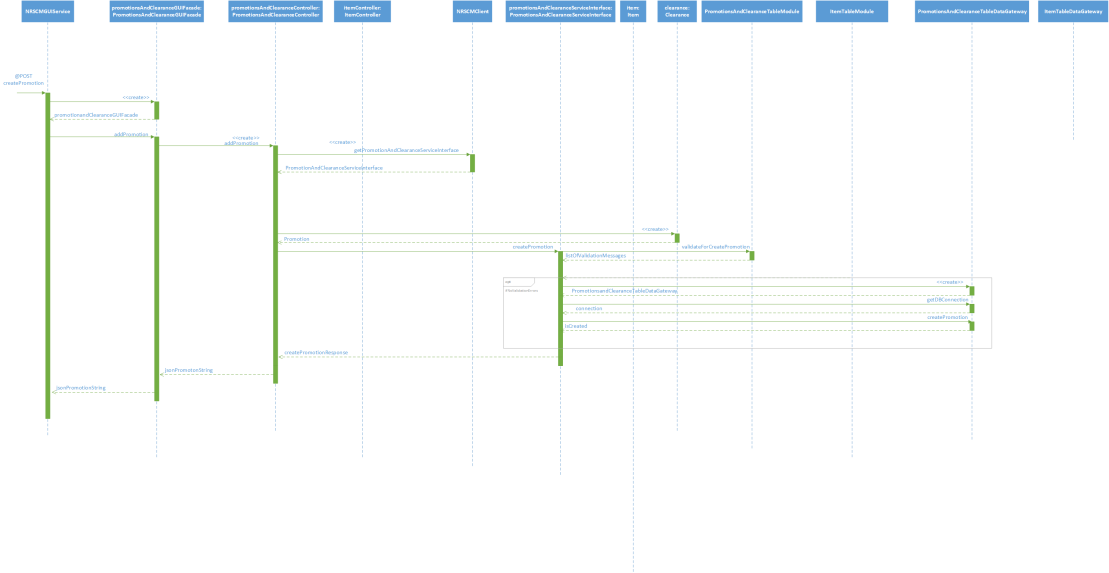 NRSCMGUIService
promotionsAndClearanceGUIFacade:
PromotionsAndClearanceGUIFacade
promotionsAndClearanceController:
PromotionsAndClearanceController
itemController:
ItemController
NRSCMClient
promotionsAndClearanceServiceInterface:
PromotionsAndClearanceServiceInterface
item:
Item
clearance:
Clearance
PromotionsAndClearanceTableModule
ItemTableModule
PromotionsAndClearanceTableDataGateway
ItemTableDataGateway
@POST
createPromotion
<<create>>
promotionandClearanceGUIFacade
addPromotion
<<create>>
addPromotion
<<create>>
getPromotionAndClearanceServiceInterface
PromotionAndClearanceServiceInterface
<<create>>
Promotion
createPromotion
validateForCreatePromotion
listOfValidationMessages
<<create>>
PromotionsandClearanceTableDataGateway
getDBConnection
connection
createPromotion
isCreated
createPromotionResponse
JsonPromotionString
JsonPromotionString